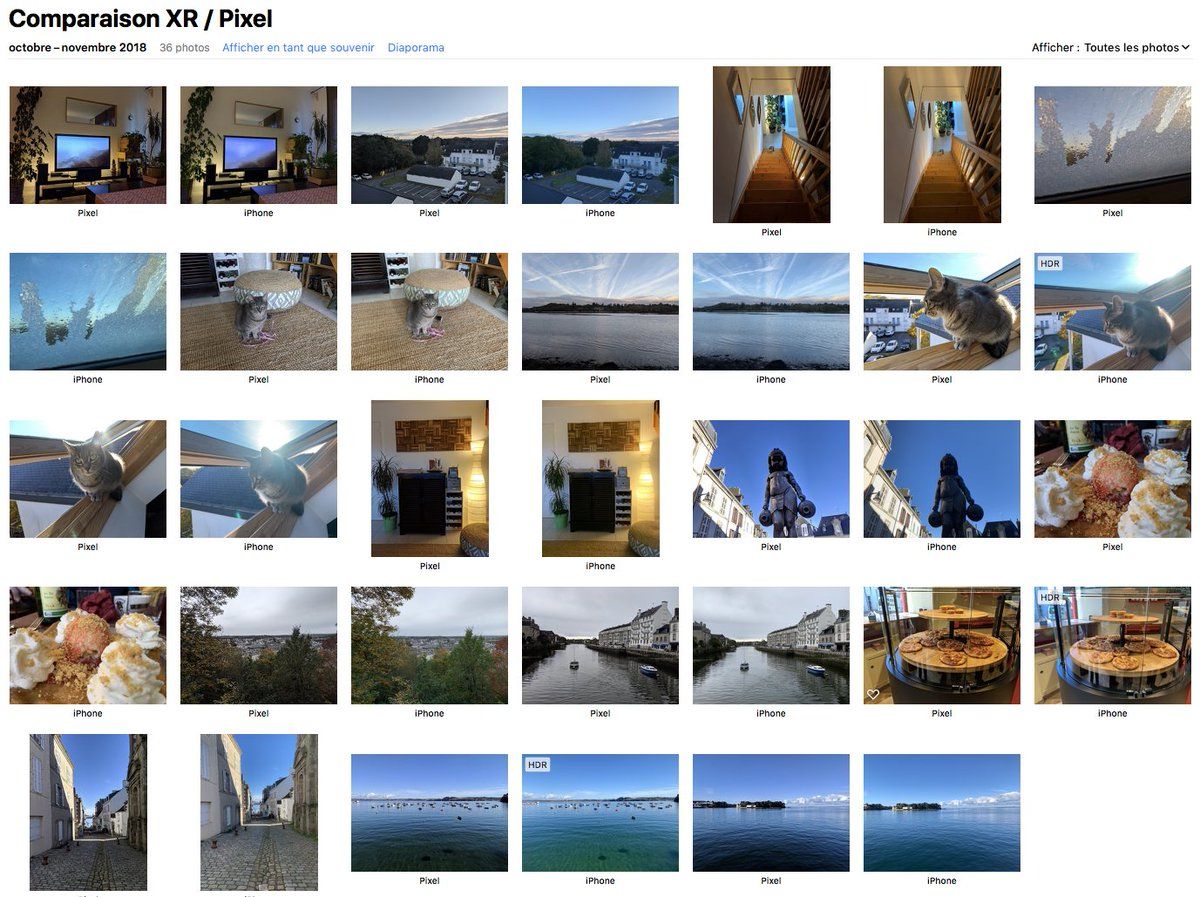 Comparaison XR / Pixel
octobre – novembre 2018 36 photos Afficher en tant que souvenir Diaporama Afficher : Toutes les photos
Pixel iPhone Pixel iPhone Pixel
Pixel iPhone
HDR
iPhone Pixel iPhone Pixel iPhone Pixel iPhone
Pixel iPhone Pixel iPhone Pixel
Pixel iPhone
HDR
iPhone Pixel iPhone Pixel iPhone Pixel iPhone
HDR
Pixel iPhone Pixel iPhone